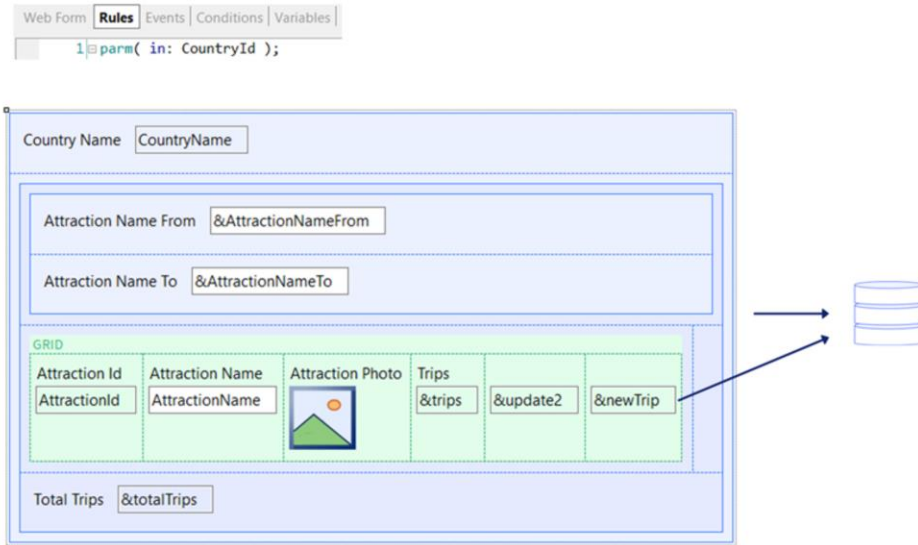 Web Form Rules Events Conditions Variables
1 parm( in: CountryId );
Country Name CountryName
Attraction Name From &AttractionNameFrom
Attraction Name To &AttractionNameTo
GRID
Attraction Id Attraction Name Attraction Photo Trips
AttractionId AttractionName &trips &update2 &newTrip
Total Trips &totalTrips